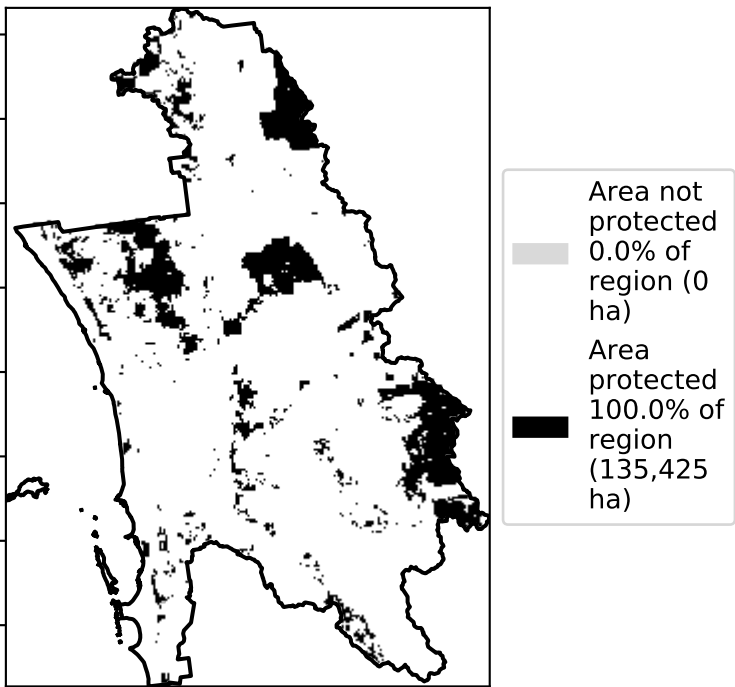 Area not
protected
0.0% of
region (0
ha)
Area
protected
100.0% of
region
(135,425
ha)